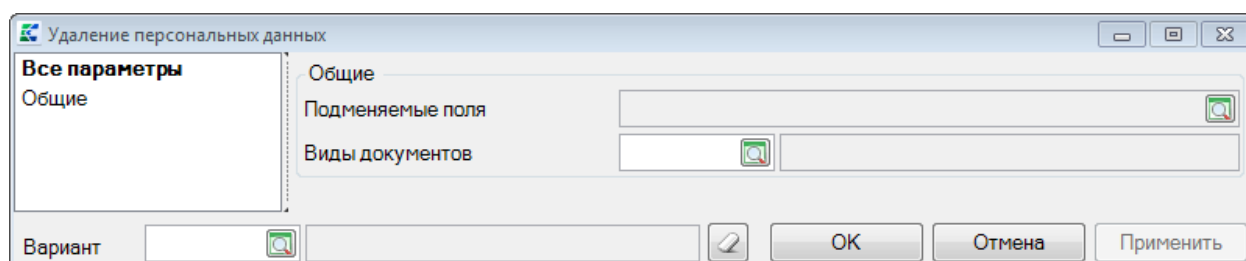 Удаление персональных данных
Все параметры
Общие
Общие
Подменяемые поля
Виды документов
Вариант
OK
Отмена
Применить